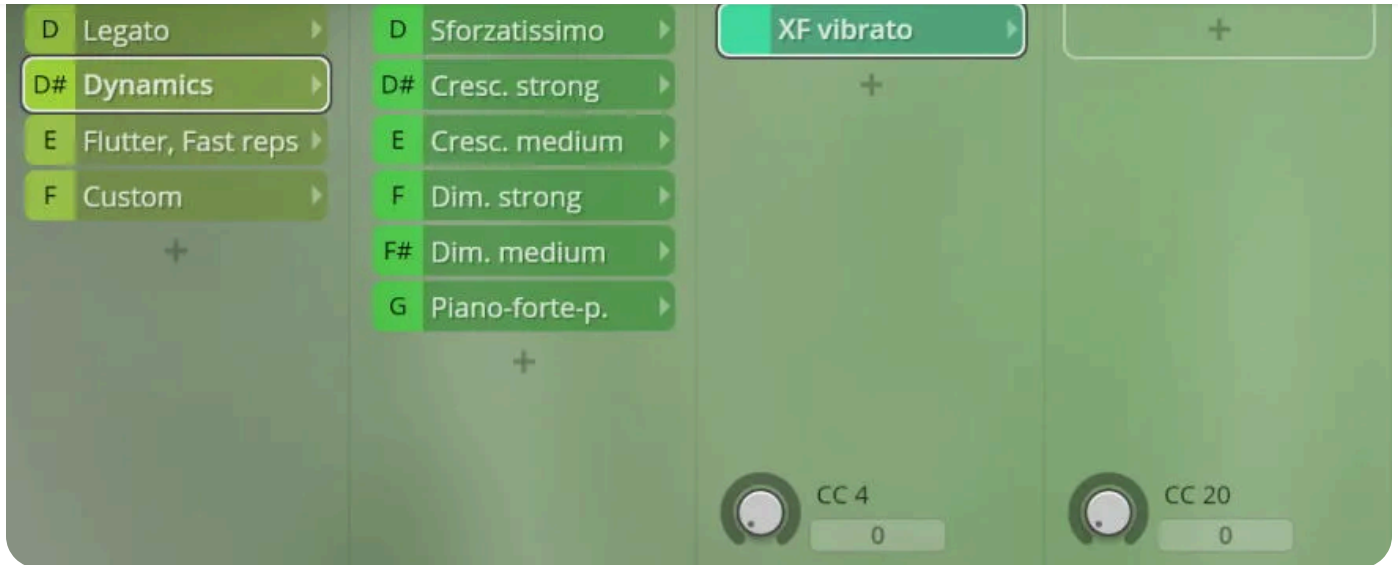 D Legato
D# Dynamics
E Flutter, Fast reps
F Custom
+
D Sforzatissimo
D# Cresc. strong
E Cresc. medium
F Dim. strong
F# Dim. medium
G Piano-forte-p.
+
XF vibrato
+
CC 4
0
+
CC 20
0